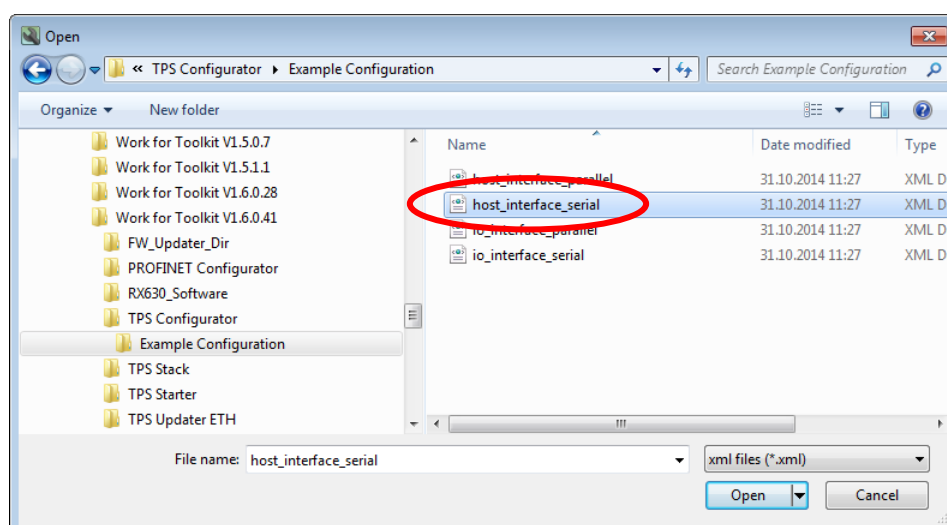 Open
« TPS Configurator Example Configuration
Search Example Configuration
Organize New folder
Name Date modified Type
Work for Toolkit V1.5.0.7
Work for Toolkit V1.5.1.1
Work for Toolkit V1.6.0.28
Work for Toolkit V1.6.0.41
FW_Updater_Dir
PROFINET Configurator
RX630_Software
TPS Configurator
Example Configuration
TPS Stack
TPS Starter
TPS Updater ETH
host_interface_parallel 31.10.2014 11:27 XML D
host_interface_serial 31.10.2014 11:27 XML D
io_interface_parallel 31.10.2014 11:27 XML D
io_interface_serial 31.10.2014 11:27 XML D
File name: host_interface_serial xml files (*.xml)
Open Cancel